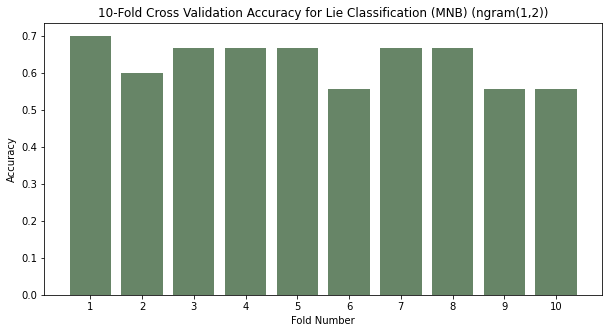 10-Fold Cross Validation Accuracy for Lie Classification (MNB) (ngram(1,2))
0.7
0.6
0.5
0.4
0.3
0.2
0.1
0.0
Accuracy
1 2 3 4 5 6 7 8 9 10
Fold Number